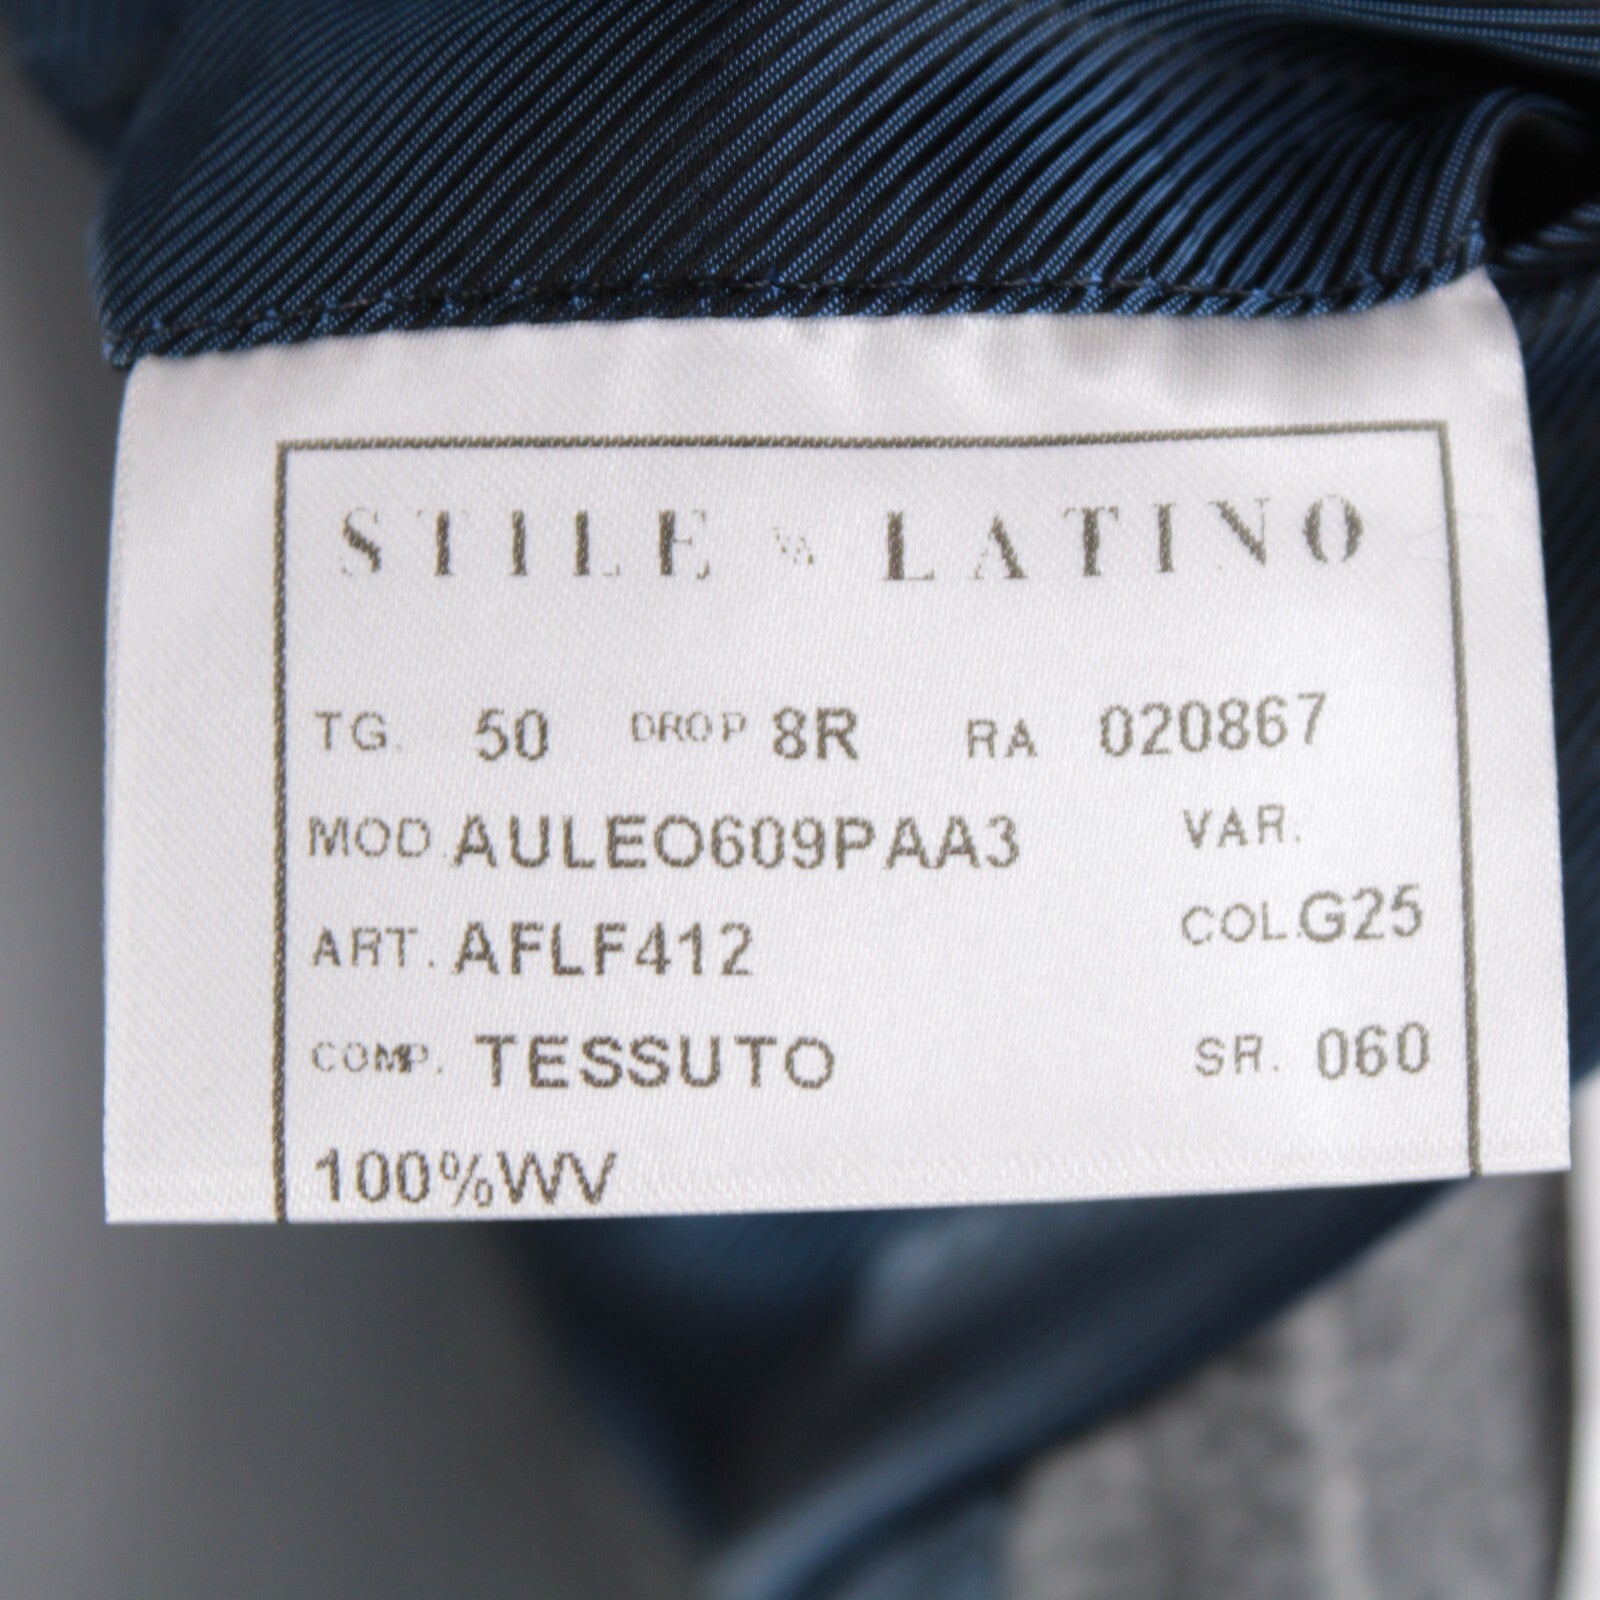 STILE LATINO
TG. 50 DROP 8R RA 020867
MOD. AULEO609PAA3 VAR.
ART. AFLF412 COL.G25
COMP. TESSUTO SR. 060
100%WV